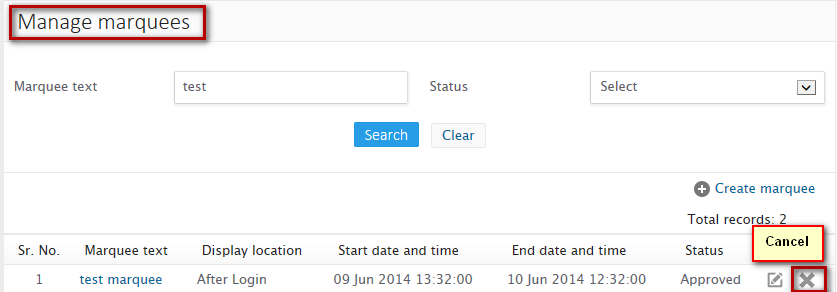 Manage marquees
Marquee text test Status Select
Search Clear
Create marquee
Total records: 2
Cancel
Sr. No. Marquee text Display location Start date and time End date and time Status
1 test marquee After Login 09 Jun 2014 13:32:00 10 Jun 2014 12:32:00 Approved